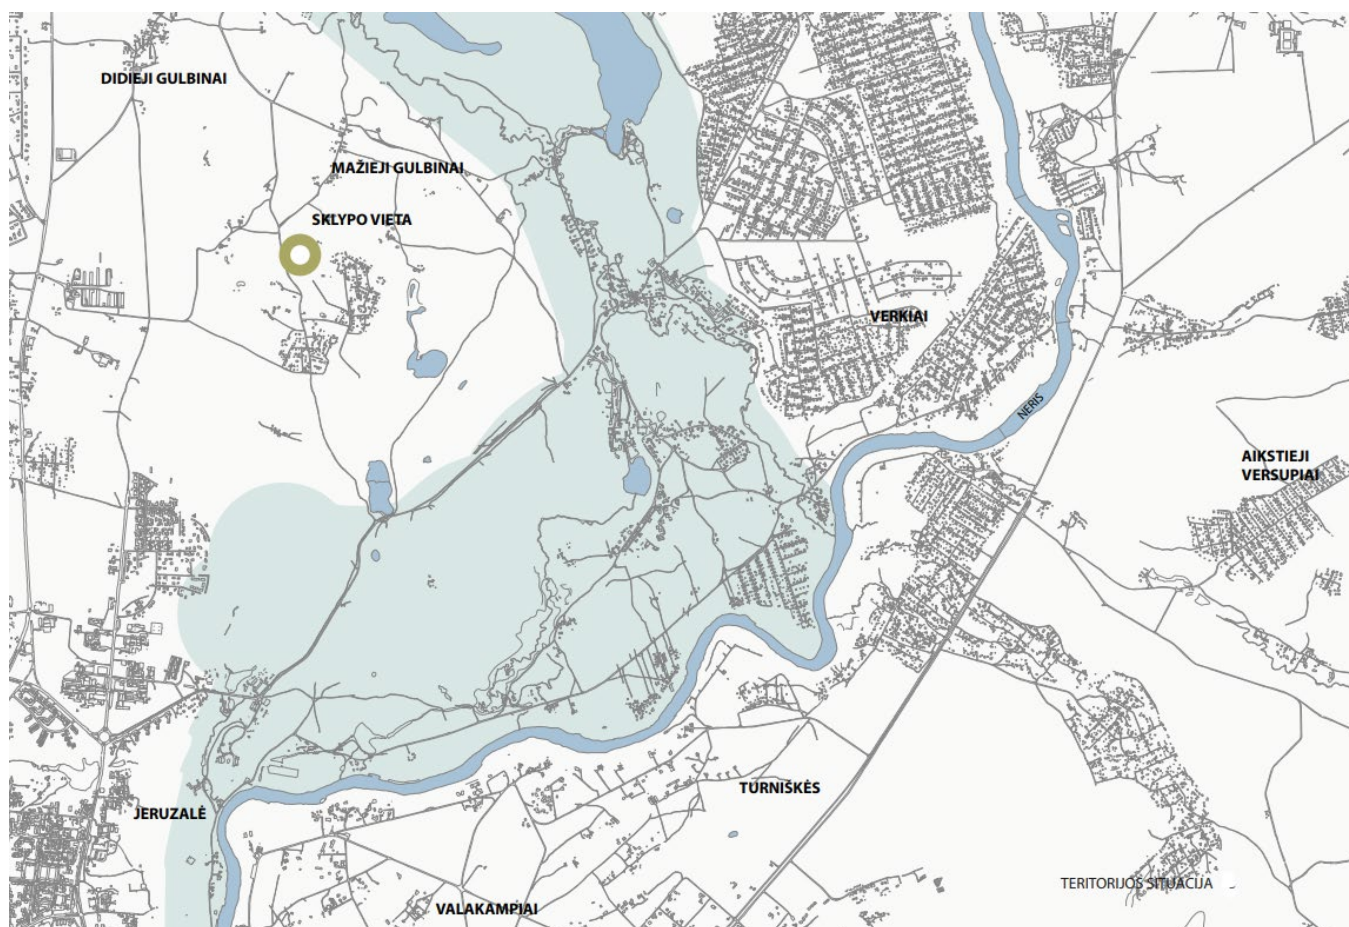 DIDIEJI GULBINAI
MAŽIEJI GULBINAI
SKLYPO VIETA
VERKIAI
NERIS
AIKSTIEJI
VERSUPIAI
TURNIŠKĖS
JERUZALĖ
TERITORIJOS SITUACIJA
VALAKAMPIAI